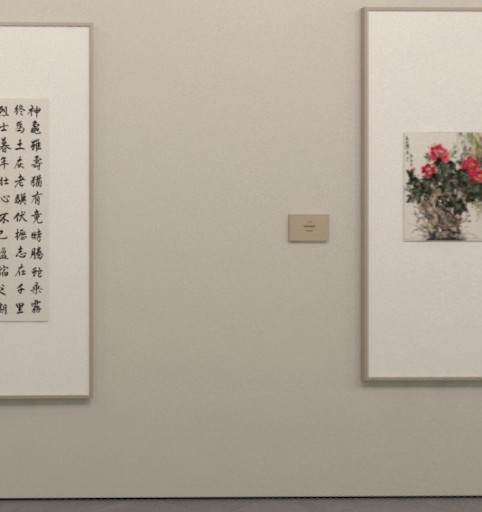 神龜雖壽猶有竟時騰蛇乘霧
終為土灰老驥伏櫪志在千里
烈士暮年壯心不已盈縮之期